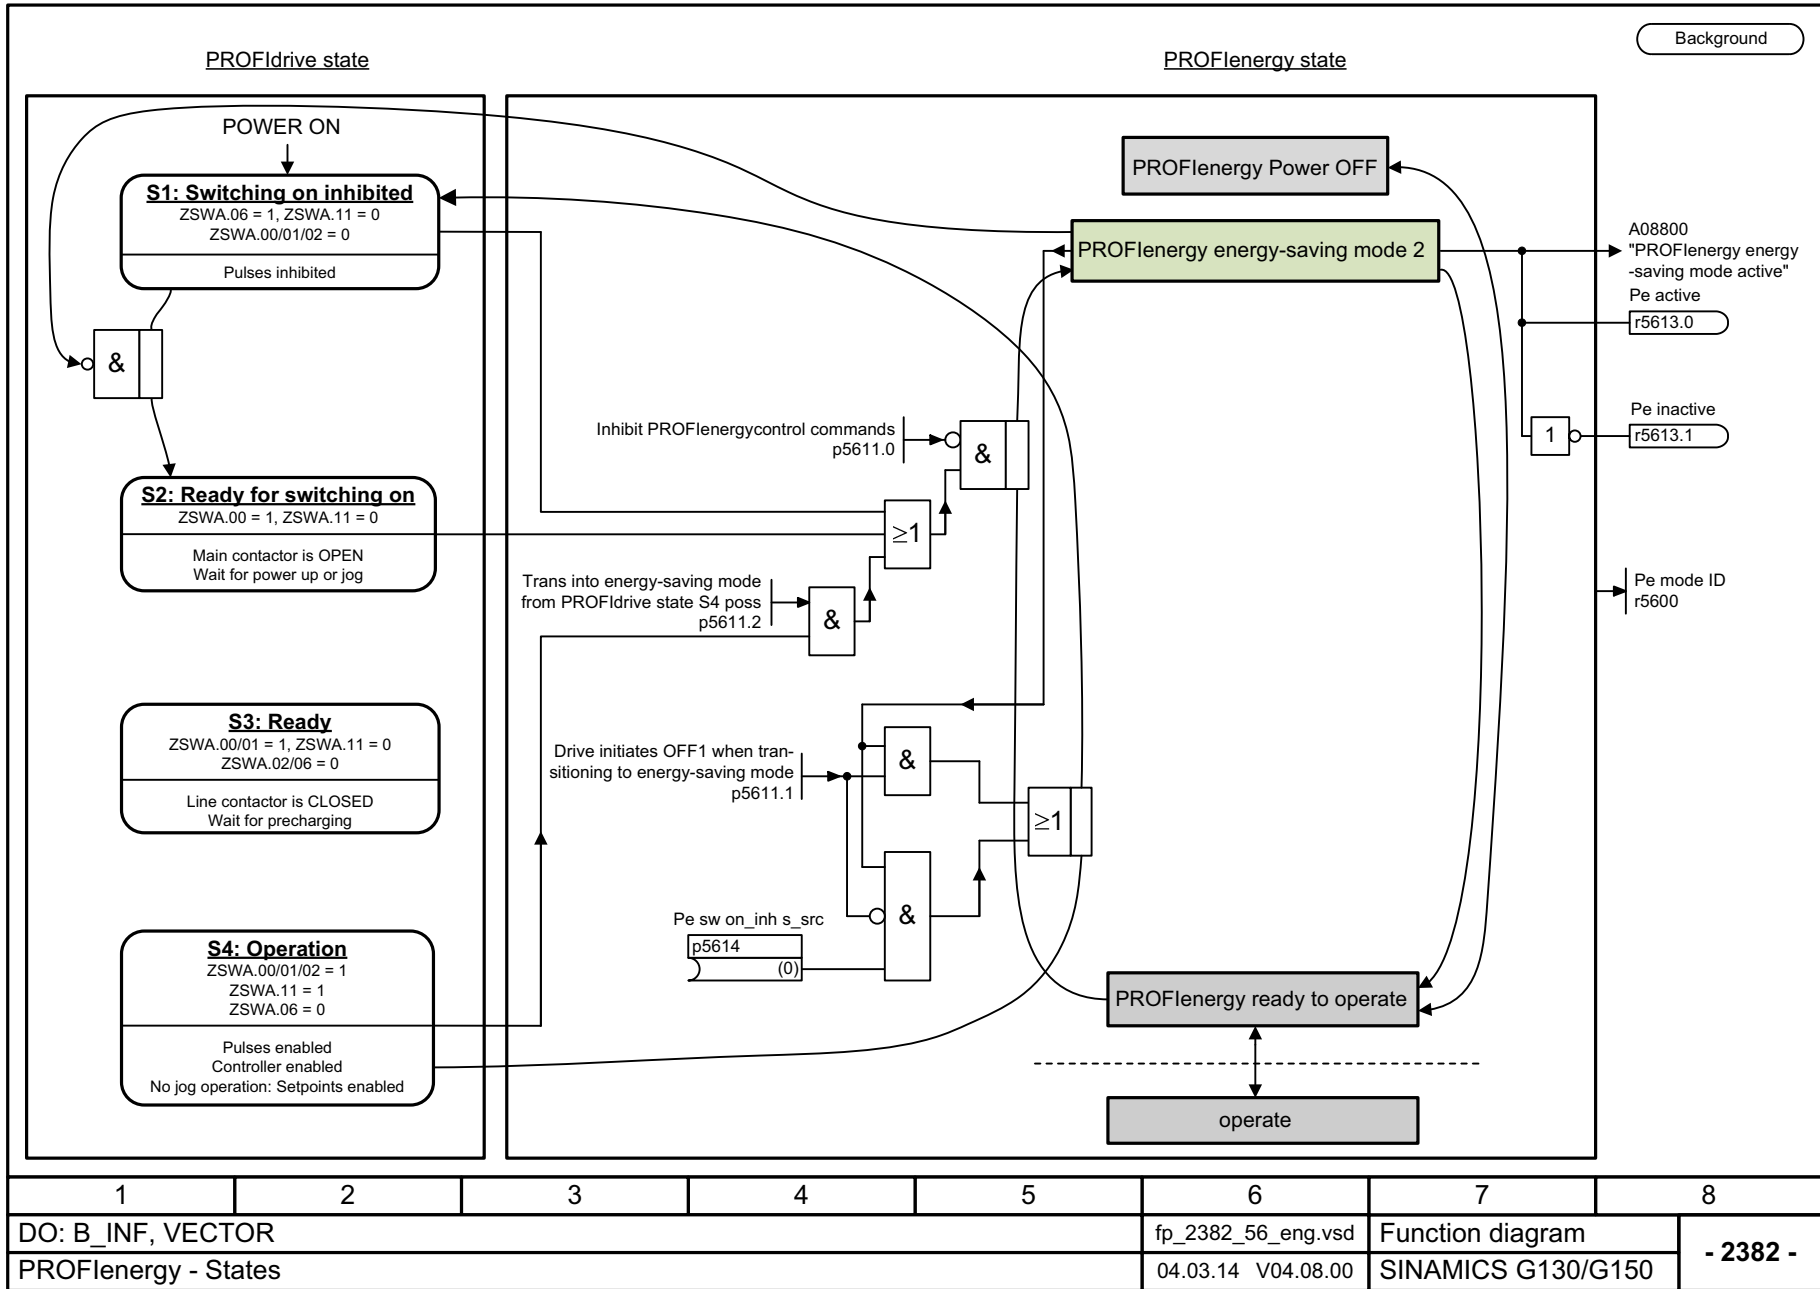 PROFIdrive state
PROFIenergy state
Background
POWER ON
S1: Switching on inhibited
ZSWA.06 = 1, ZSWA.11 = 0
ZSWA.00/01/02 = 0
Pulses inhibited
&
S2: Ready for switching on
ZSWA.00 = 1, ZSWA.11 = 0
Main contactor is OPEN
Wait for power up or jog
S3: Ready
ZSWA.00/01 = 1, ZSWA.11 = 0
ZSWA.02/06 = 0
Line contactor is CLOSED
Wait for precharging
S4: Operation
ZSWA.00/01/02 = 1
ZSWA.11 = 1
ZSWA.06 = 0
Pulses enabled
Controller enabled
No jog operation: Setpoints enabled
PROFIenergy Power OFF
PROFIenergy energy-saving mode 2
Inhibit PROFIenergycontrol commands
p5611.0
&
≥1
Trans into energy-saving mode
from PROFIdrive state S4 poss
p5611.2
&
Drive initiates OFF1 when tran-
sitioning to energy-saving mode
p5611.1
&
≥1
&
Pe sw on_inh s_src
p5614
(0)
PROFIenergy ready to operate
operate
A08800
"PROFIenergy energy
-saving mode active"
Pe active
r5613.0
Pe inactive
1
r5613.1
Pe mode ID
r5600
1 2 3 4 5 6 7 8
DO: B_INF, VECTOR
fp_2382_56_eng.vsd
Function diagram
- 2382 -
PROFIenergy - States
04.03.14 V04.08.00
SINAMICS G130/G150